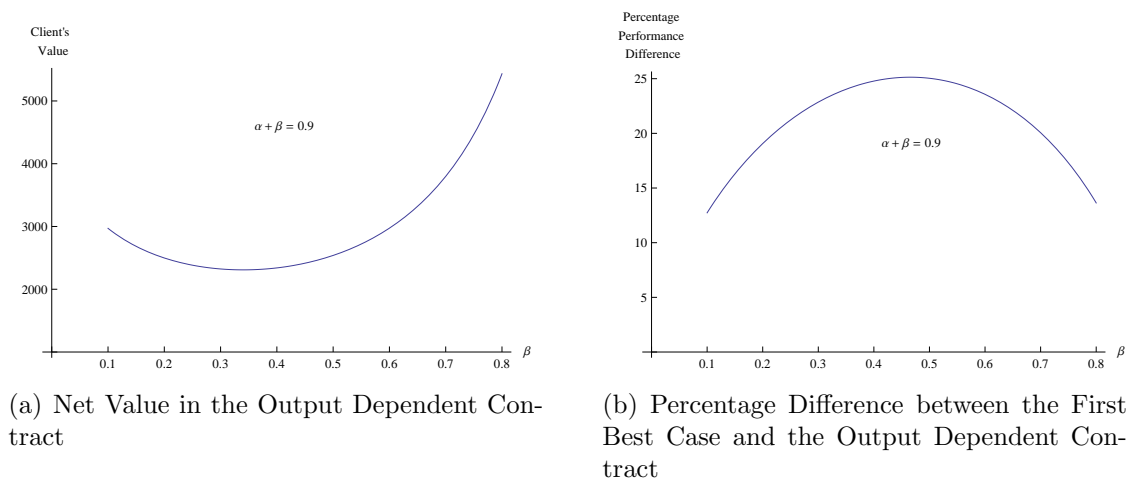 Client's
Value
5000
4000
3000
2000
α + β = 0.9
0.1 0.2 0.3 0.4 0.5 0.6 0.7 0.8 β
(a) Net Value in the Output Dependent Con-
tract
Percentage
Performance
Difference
25
20
15
10
5
α + β = 0.9
0.1 0.2 0.3 0.4 0.5 0.6 0.7 0.8 β
(b) Percentage Difference between the First
Best Case and the Output Dependent Con-
tract